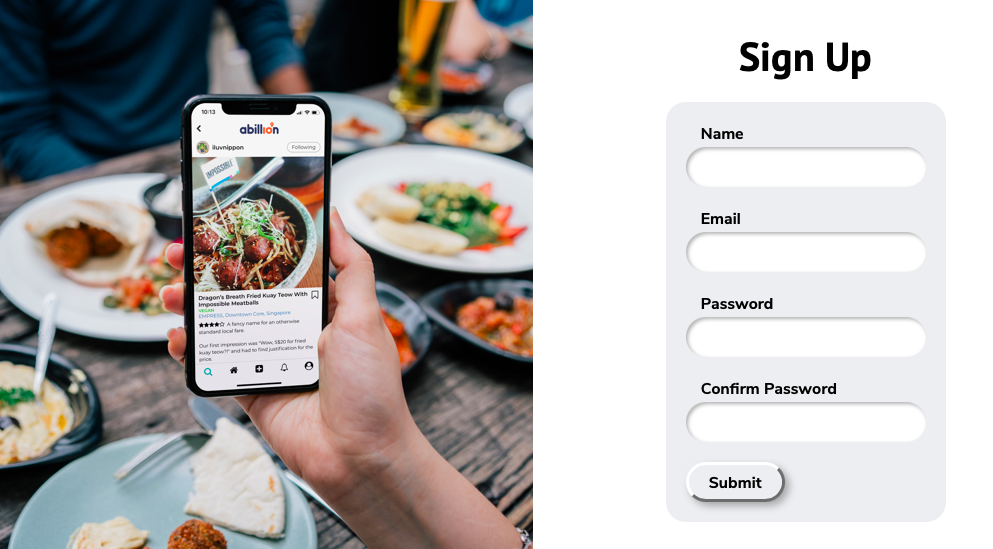 10:13
abillion
iluvnippon
Following
IMPOSSIBLE
Dragon's Breath Fried Kuay Teow With
Impossible Meatballs
VEGAN
EMPRESS, Downtown Core, Singapore
A fancy name for an otherwise
standard local fare.
Our first impression was "Wow, S$20 for fried
kuay teow?!" and had to find justification for the
price.
Sign Up
Name
Email
Password
Confirm Password
Submit